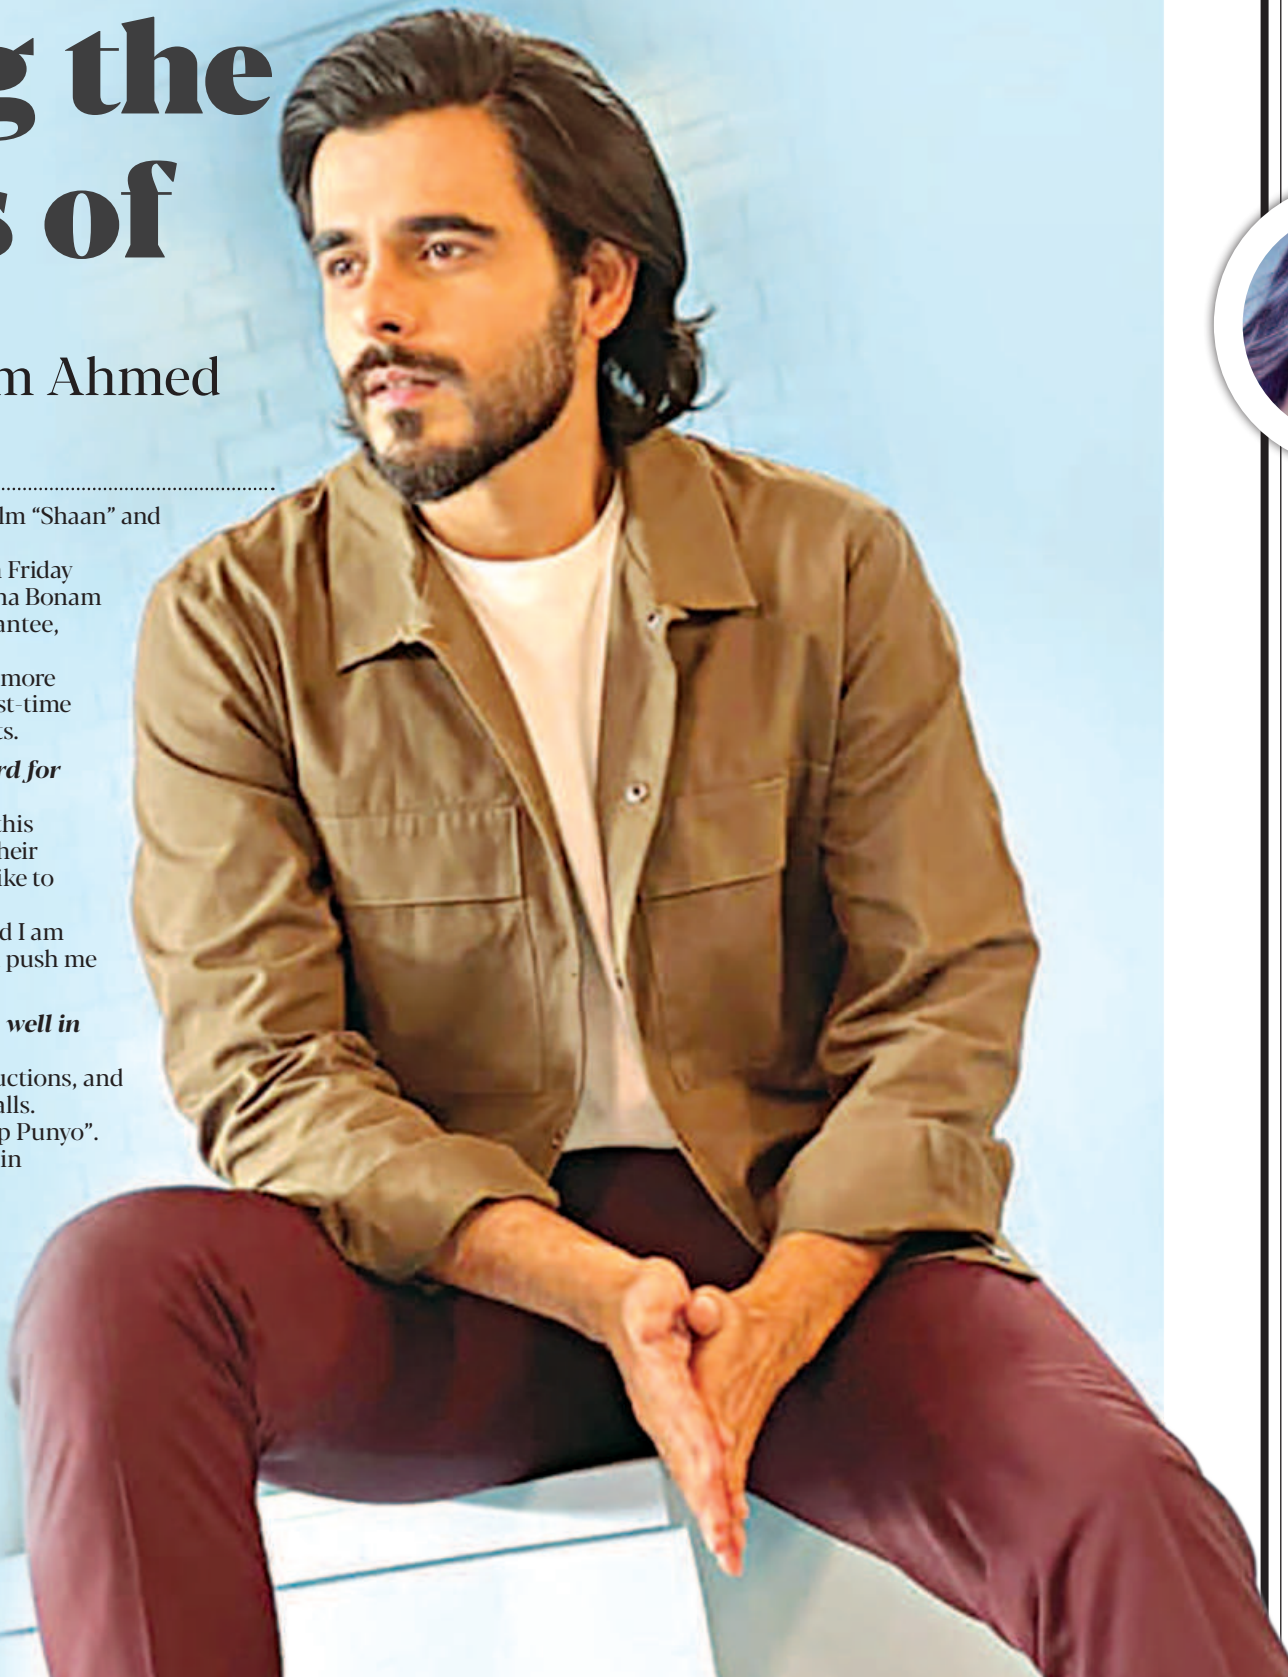 g the
s of
m Ahmed
lm “Shaan” and
Friday
na Bonam
antee,
more
st-time
ts.
rd for
this
heir
ike to
d I am
push me
well in
uctions, and
alls.
p Punyo”.
in